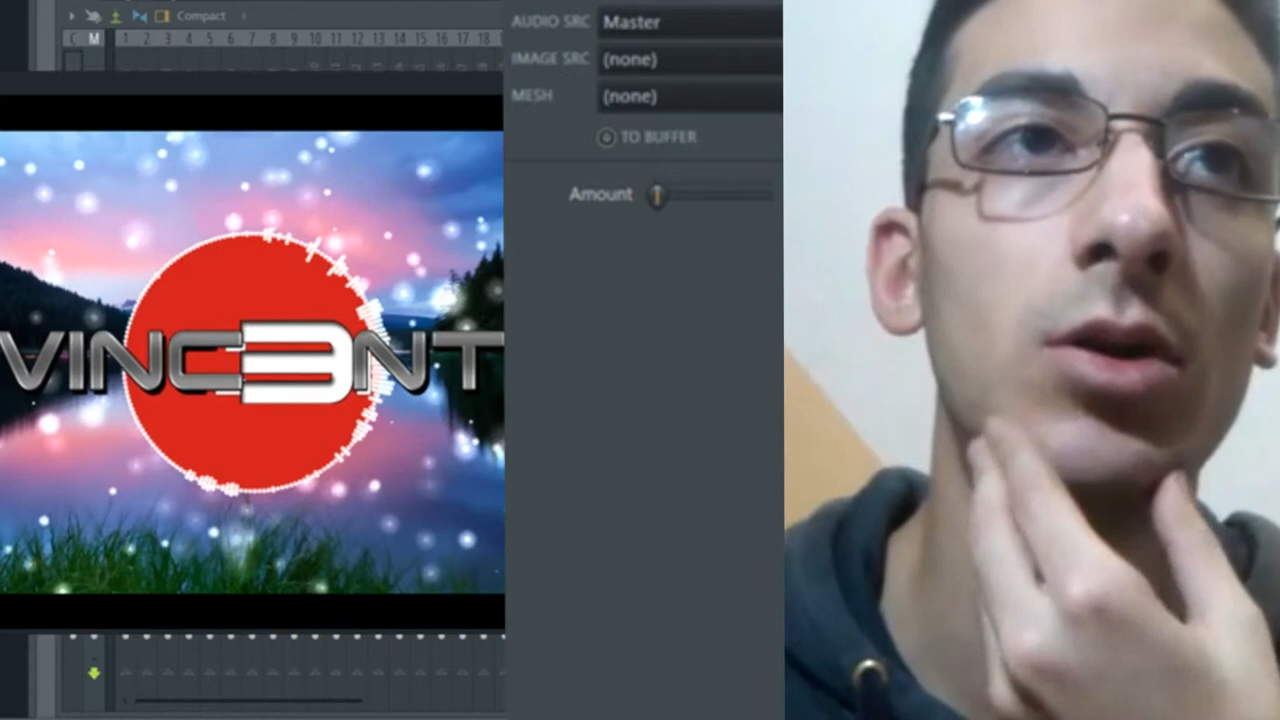 Compact
C M 1 2 3 4 5 6 7 8 9 10 11 12 13 14 15 16 17 18
AUDIO SRC Master
IMAGE SRC (none)
MESH (none)
TO BUFFER
Amount
VINC3NT